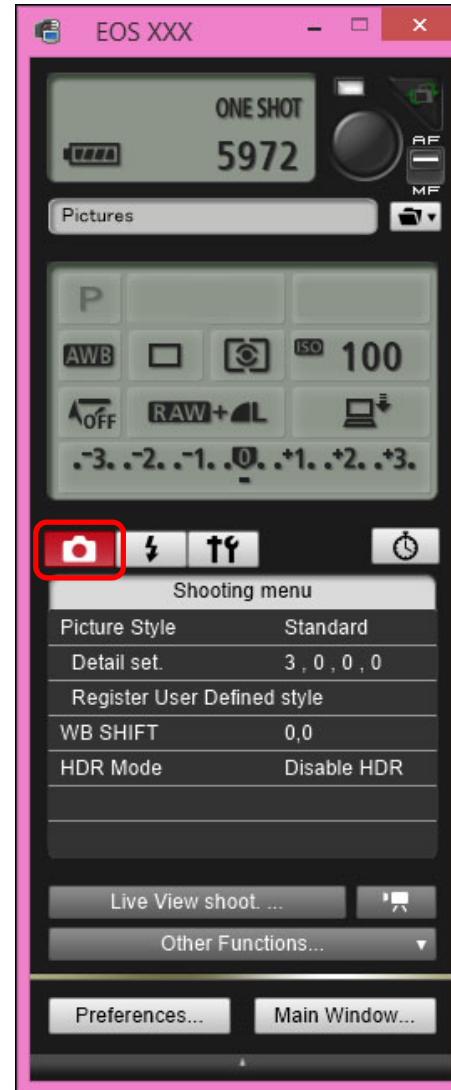 EOS XXX
ONE SHOT
5972
AF
MF
Pictures
P
AWB ISO 100
OFF RAW+L
.-3. .-2. .-1. .0. .+1. .+2. .+3.
Shooting menu
Picture Style Standard
Detail set. 3 , 0 , 0 , 0
Register User Defined style
WB SHIFT 0,0
HDR Mode Disable HDR
Live View shoot. ...
Other Functions...
Preferences... Main Window...